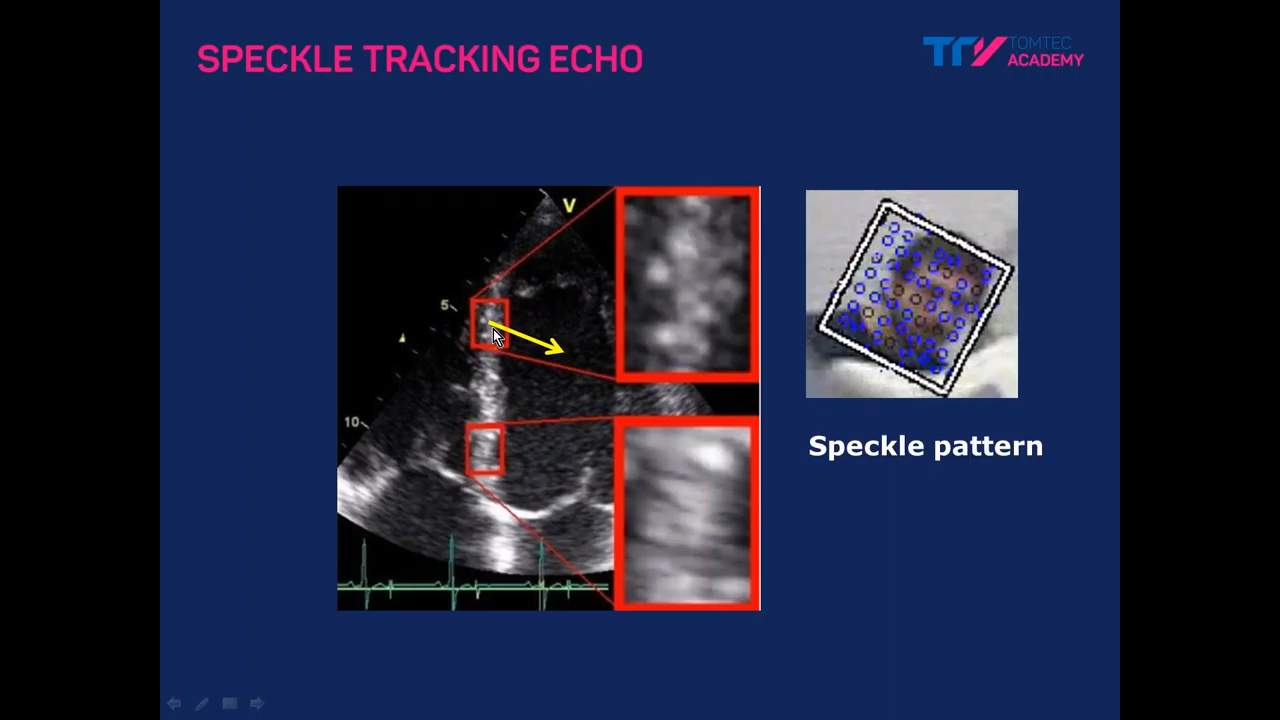 SPECKLE TRACKING ECHO
TOMTEC
ACADEMY
V
5
10
Speckle pattern